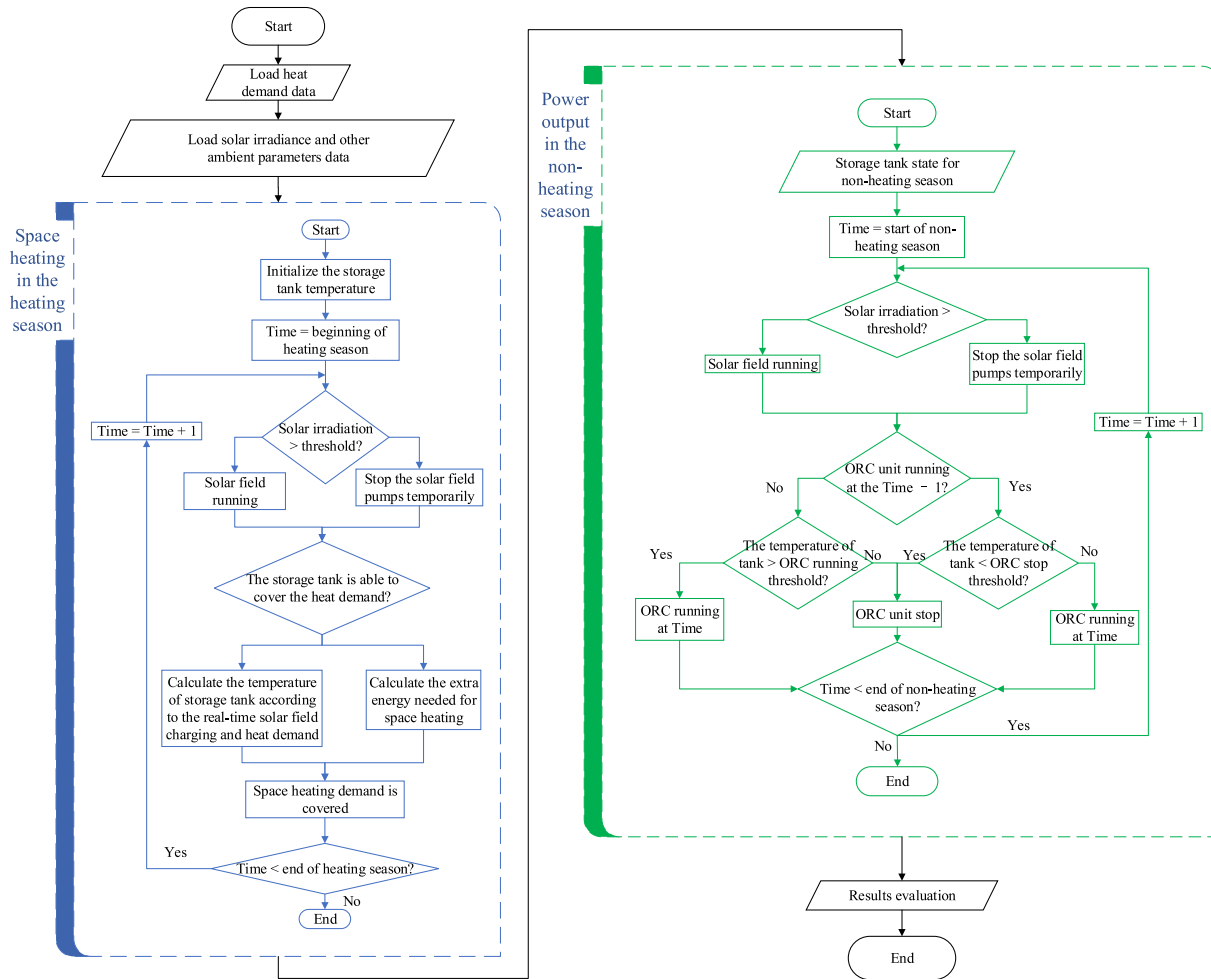 Start
Load heat
demand data
Load solar irradiance and other
ambient parameters data
Space
heating
in the
heating
season
Start
Initialize the storage
tank temperature
Time = beginning of
heating season
Time = Time + 1
Solar irradiation
> threshold?
Solar field
running
Stop the solar field
pumps temporarily
The storage tank is able to
cover the heat demand?
Calculate the temperature
of storage tank according
to the real-time solar field
charging and heat demand
Calculate the extra
energy needed for
space heating
Space heating demand is
covered
Yes
Time < end of heating season?
No
End
Power
output
in the
non-
heating
season
Start
Storage tank state for
non-heating season
Time = start of non-
heating season
Solar irradiation >
threshold?
Solar field running
Stop the solar field
pumps temporarily
Time = Time + 1
ORC unit running
at the Time - 1?
No
Yes
Yes
The temperature of
tank > ORC running
threshold?
No
Yes
The temperature of
tank < ORC stop
threshold?
No
ORC running
at Time
ORC unit stop
ORC running
at Time
Time < end of non-heating
season?
Yes
No
End
Results evaluation
End